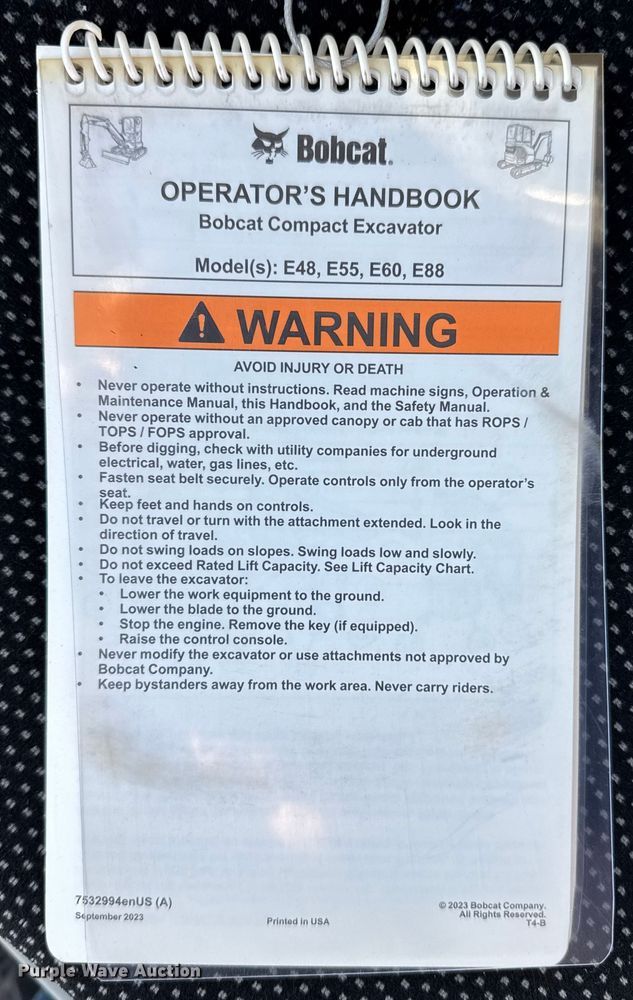 Bobcat.
OPERATOR'S HANDBOOK
Bobcat Compact Excavator
Model(s): E48, E55, E60, E88
WARNING
AVOID INJURY OR DEATH
• Never operate without instructions. Read machine signs, Operation &
Maintenance Manual, this Handbook, and the Safety Manual.
• Never operate without an approved canopy or cab that has ROPS /
TOPS / FOPS approval.
• Before digging, check with utility companies for underground
electrical, water, gas lines, etc.
• Fasten seat belt securely. Operate controls only from the operator's
seat.
• Keep feet and hands on controls.
• Do not travel or turn with the attachment extended. Look in the
direction of travel.
• Do not swing loads on slopes. Swing loads low and slowly.
• Do not exceed Rated Lift Capacity. See Lift Capacity Chart.
• To leave the excavator:
• Lower the work equipment to the ground.
• Lower the blade to the ground.
• Stop the engine. Remove the key (if equipped).
• Raise the control console.
• Never modify the excavator or use attachments not approved by
Bobcat Company.
• Keep bystanders away from the work area. Never carry riders.
7532994enUS (A)
September 2023
Printed in USA
© 2023 Bobcat Company.
All Rights Reserved.
T4-B
Purple Wave Auction